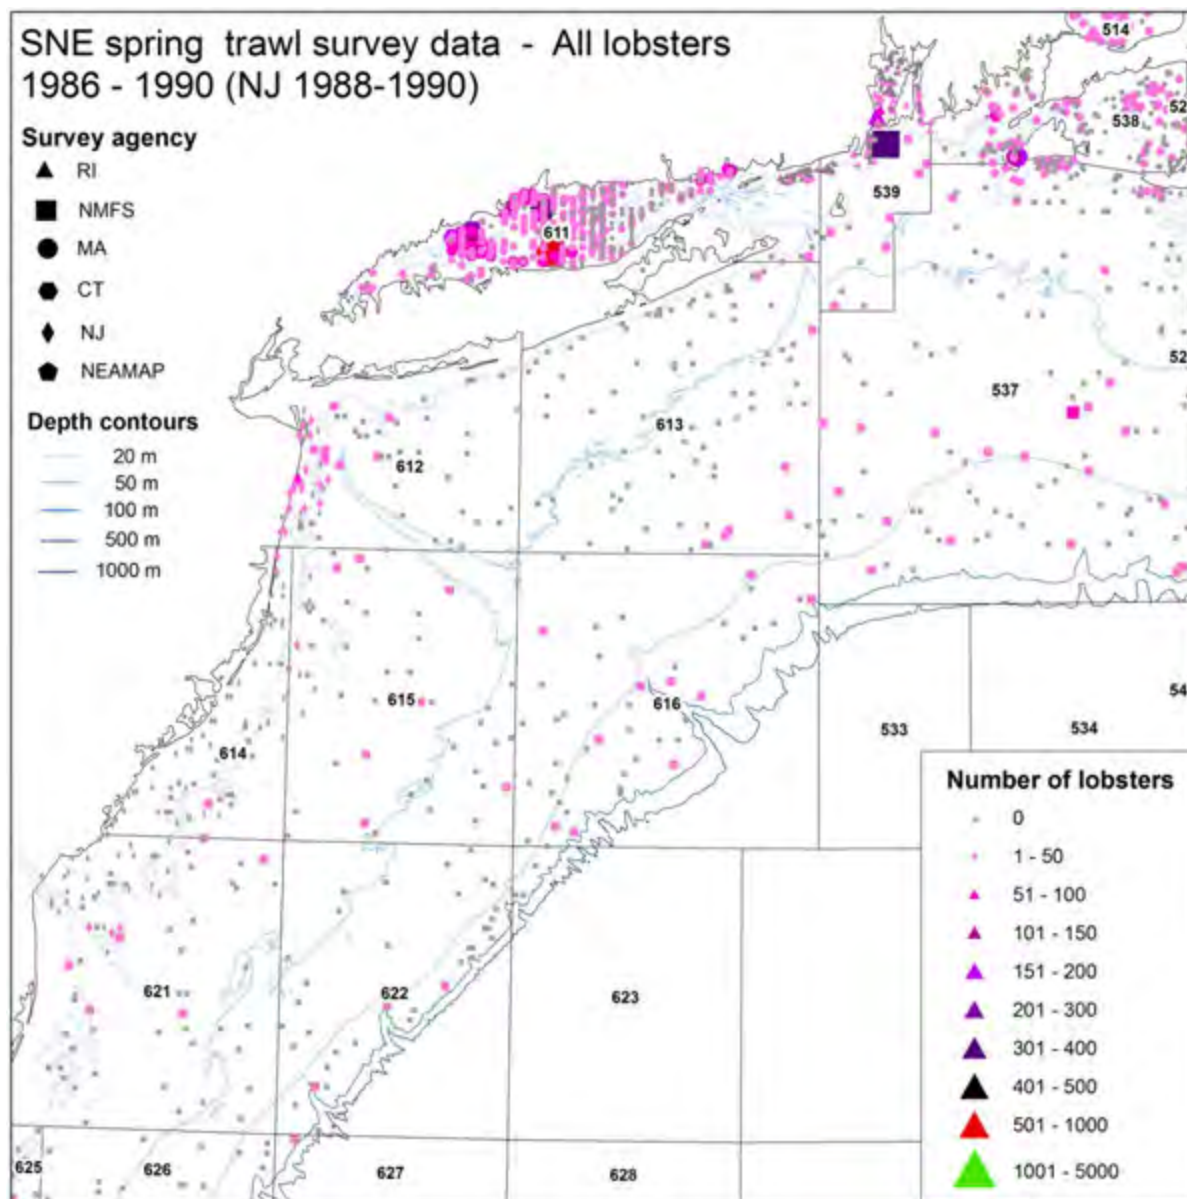 SNE spring trawl survey data - All lobsters
1986 - 1990 (NJ 1988-1990)
Survey agency
RI
NMFS
MA
CT
NJ
NEAMAP
Depth contours
20 m
50 m
100 m
500 m
1000 m
514
538
52
539
611
52
537
613
612
615
616
54
533
534
614
621
622
623
625
626
627
628
Number of lobsters
0
1 - 50
51 - 100
101 - 150
151 - 200
201 - 300
301 - 400
401 - 500
501 - 1000
1001 - 5000